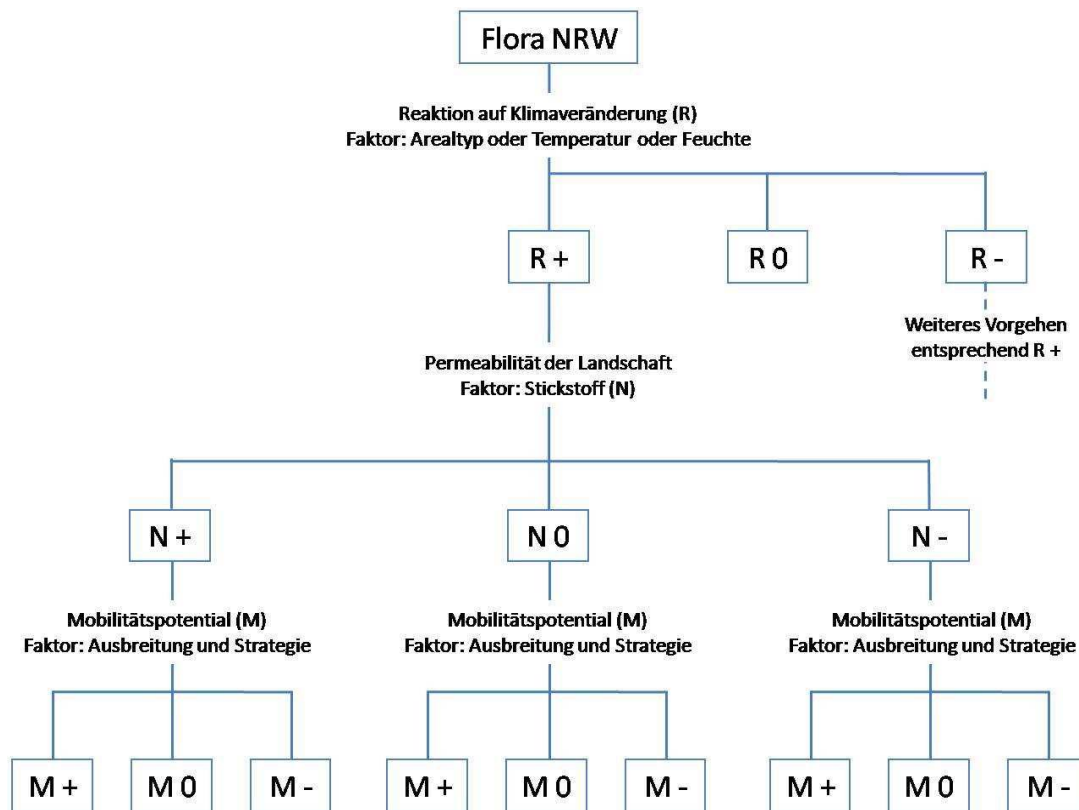 Flora NRW
Reaktion auf Klimaveränderung (R)
Faktor: Arealtyp oder Temperatur oder Feuchte
R +
R 0
R -
Weiteres Vorgehen
entsprechend R +
Permeabilität der Landschaft
Faktor: Stickstoff (N)
N +
N 0
N -
Mobilitätspotential (M)
Faktor: Ausbreitung und Strategie
Mobilitätspotential (M)
Faktor: Ausbreitung und Strategie
Mobilitätspotential (M)
Faktor: Ausbreitung und Strategie
M +
M 0
M -
M +
M 0
M -
M +
M 0
M -